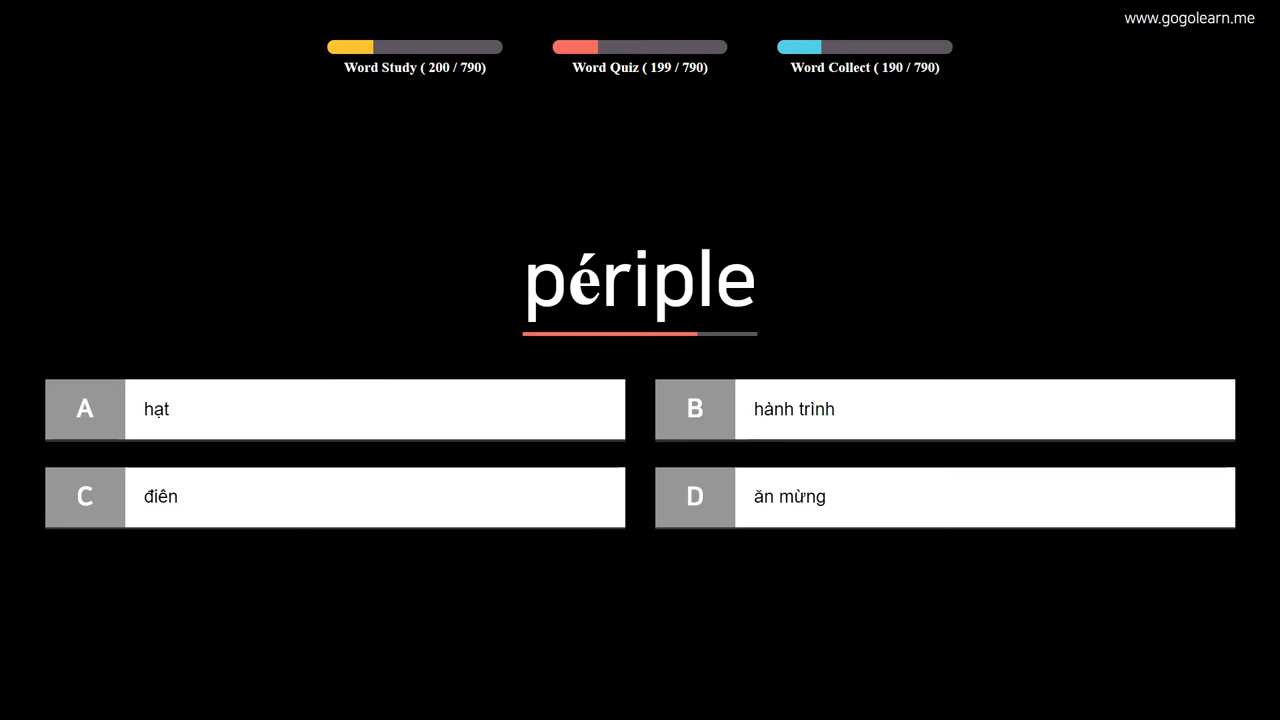 www.gogolearn.me
Word Study ( 200 / 790)
Word Quiz ( 199 / 790)
Word Collect ( 190 / 790)
périple
A hạt
B hành trình
C điên
D ăn mừng